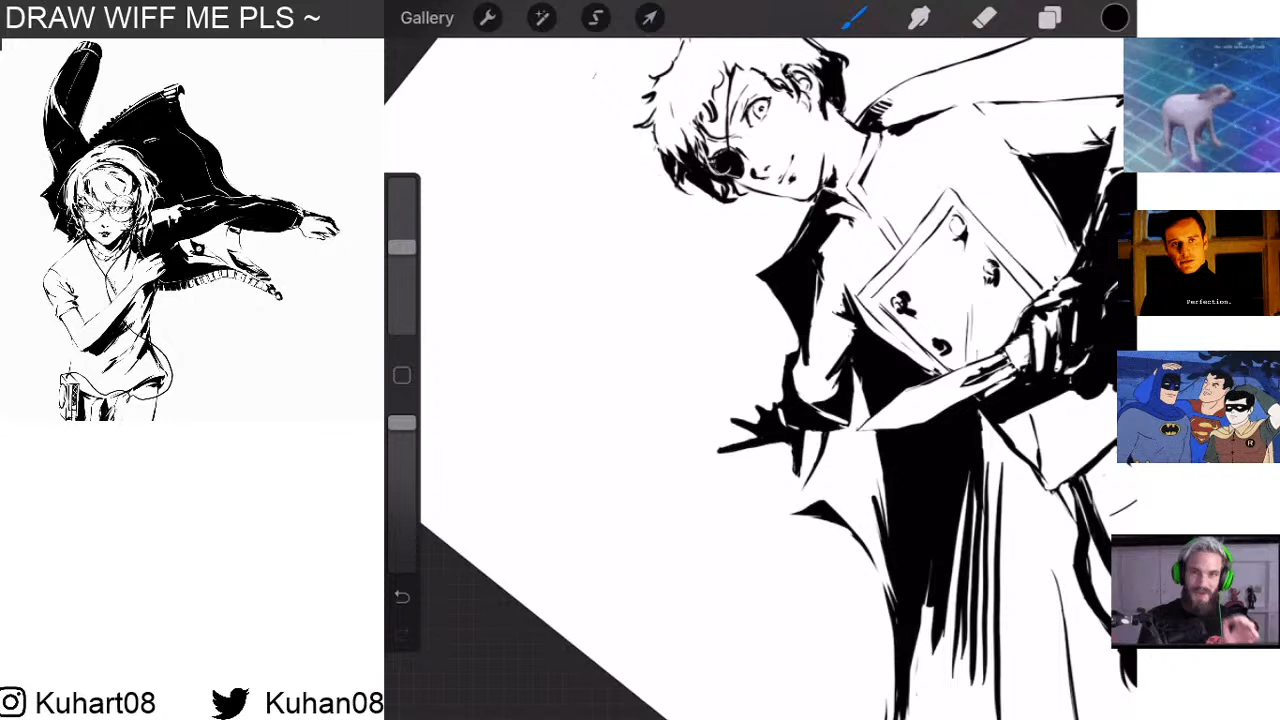 DRAW WIFF ME PLS ~
Gallery
Perfection.
Kuhart08
Kuhan08